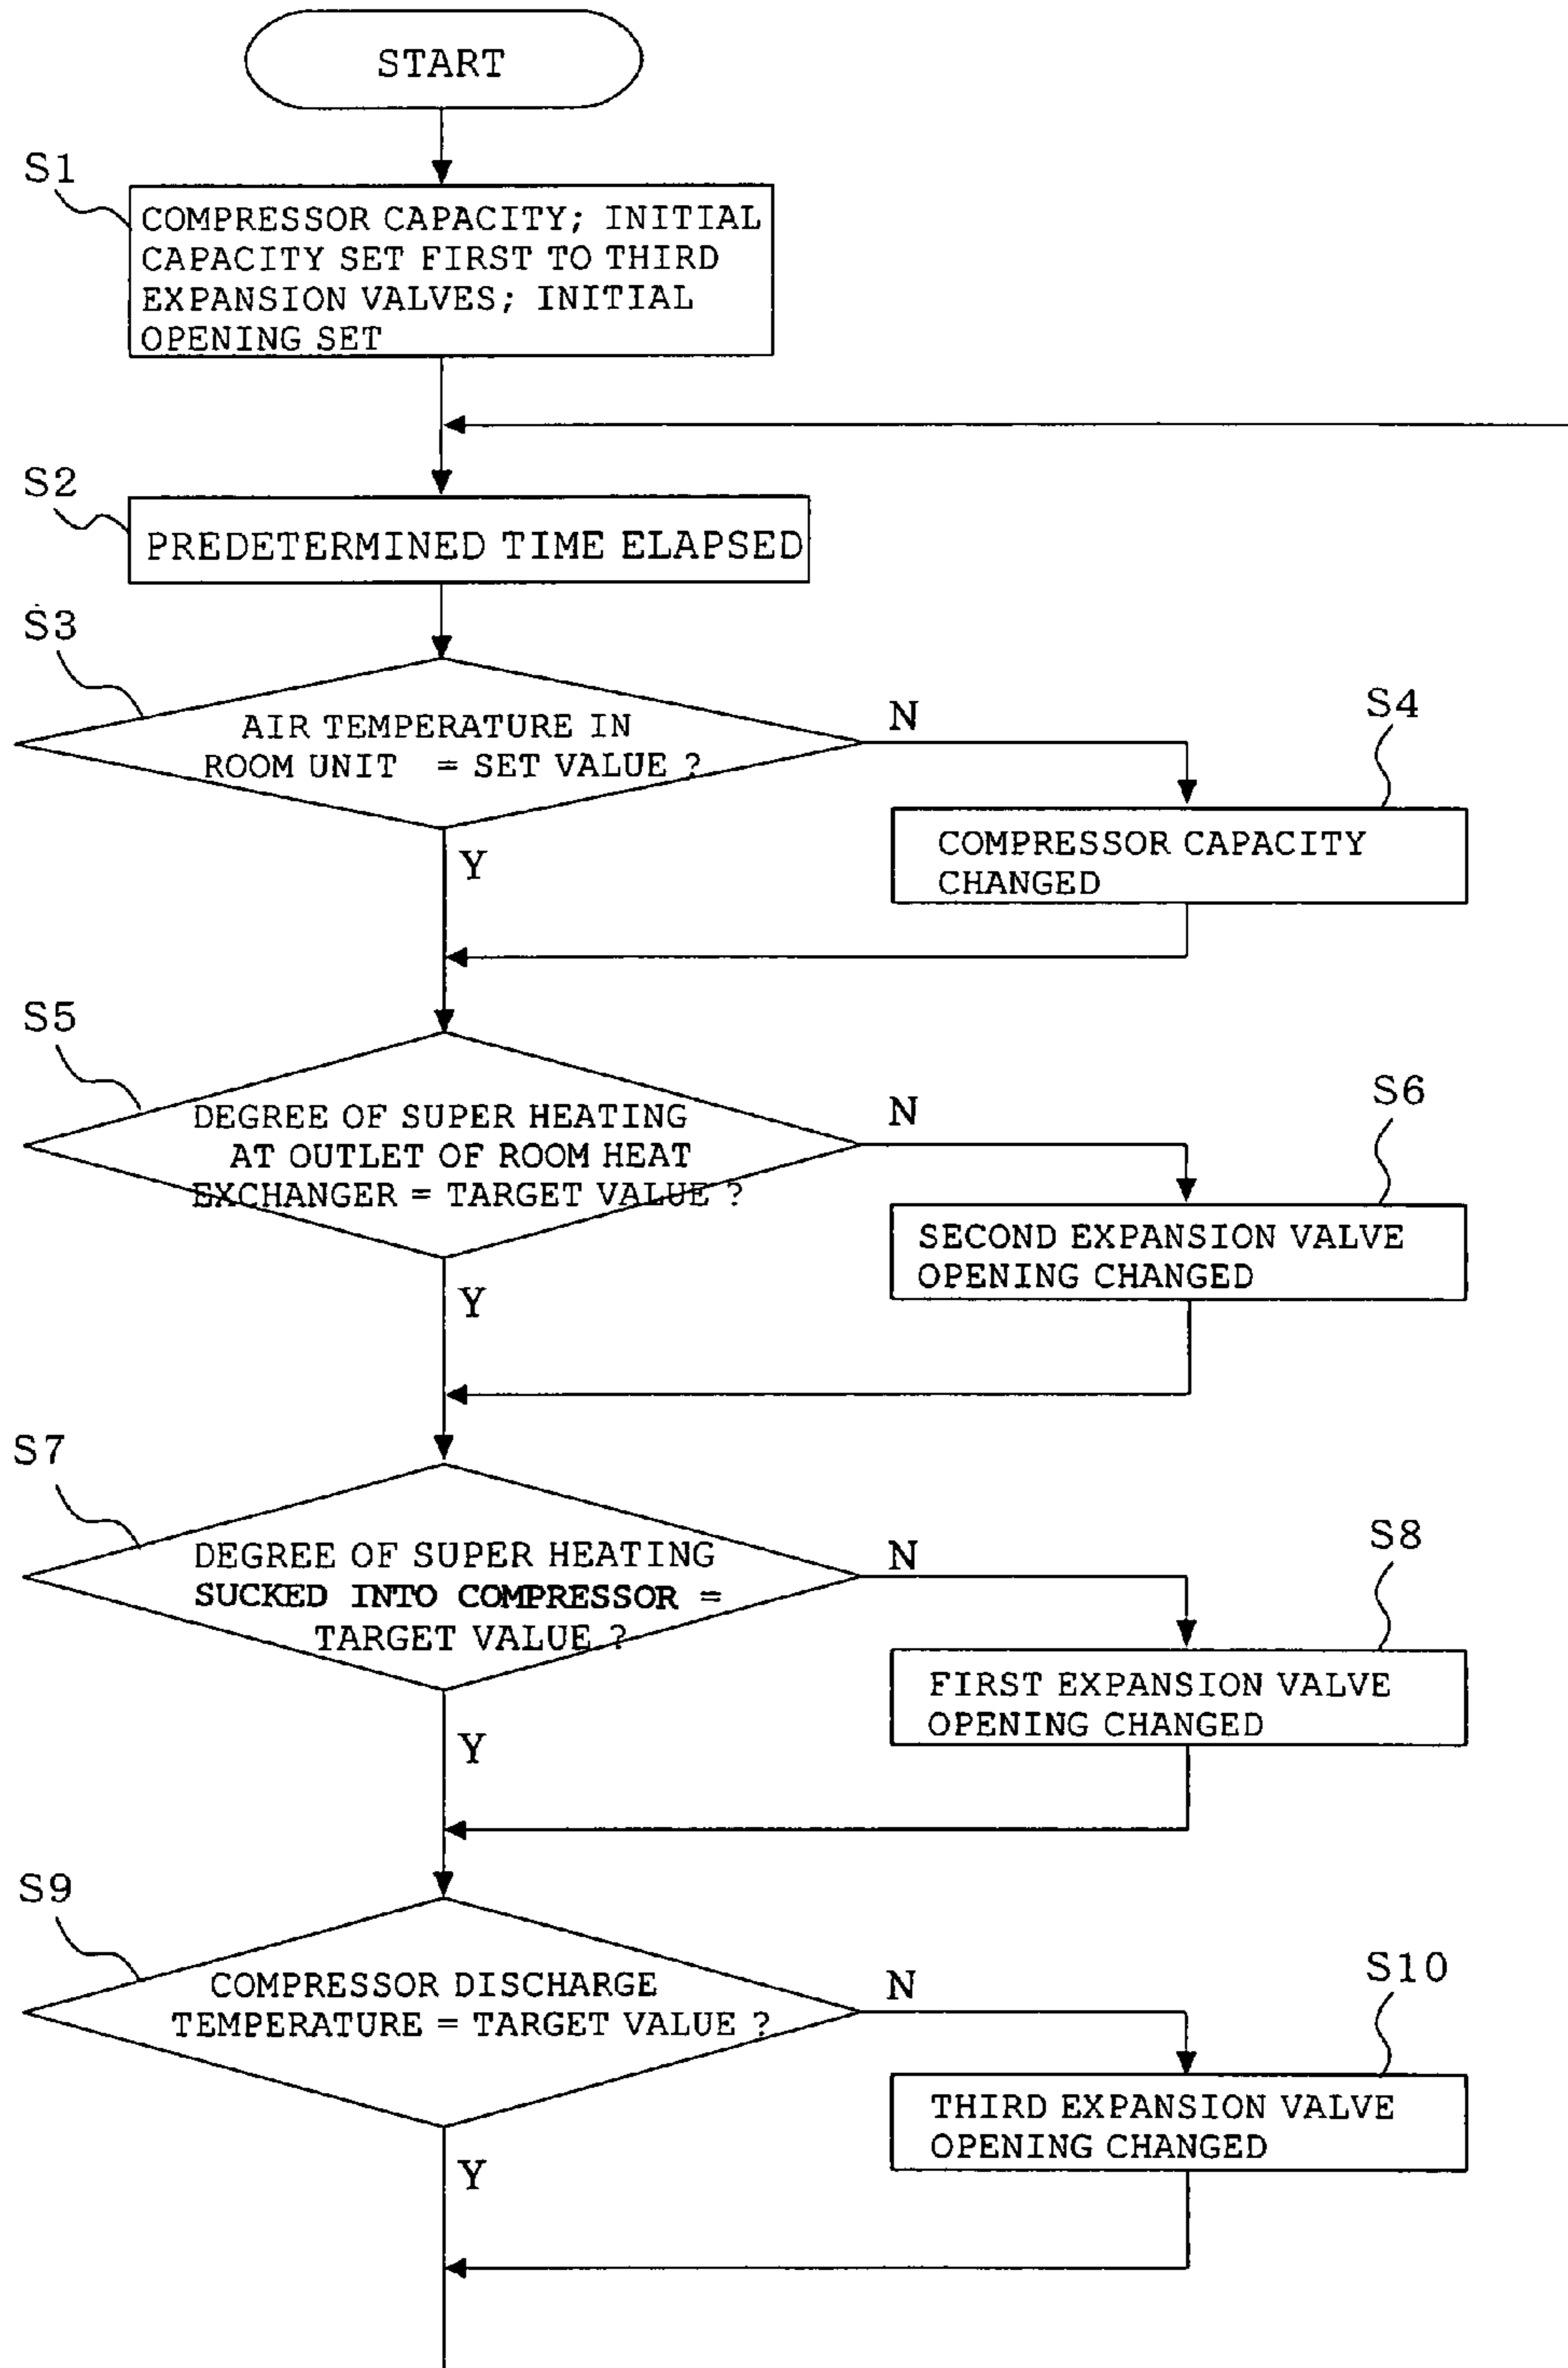 START
S1
COMPRESSOR CAPACITY; INITIAL
CAPACITY SET FIRST TO THIRD
EXPANSION VALVES; INITIAL
OPENING SET
S2
PREDETERMINED TIME ELAPSED
S3
AIR TEMPERATURE IN
ROOM UNIT = SET VALUE ?
N
S4
COMPRESSOR CAPACITY
CHANGED
Y
S5
DEGREE OF SUPER HEATING
AT OUTLET OF ROOM HEAT
EXCHANGER = TARGET VALUE ?
N
S6
SECOND EXPANSION VALVE
OPENING CHANGED
Y
S7
DEGREE OF SUPER HEATING
SUCKED INTO COMPRESSOR =
TARGET VALUE ?
N
S8
FIRST EXPANSION VALVE
OPENING CHANGED
Y
S9
COMPRESSOR DISCHARGE
TEMPERATURE = TARGET VALUE ?
N
S10
THIRD EXPANSION VALVE
OPENING CHANGED
Y